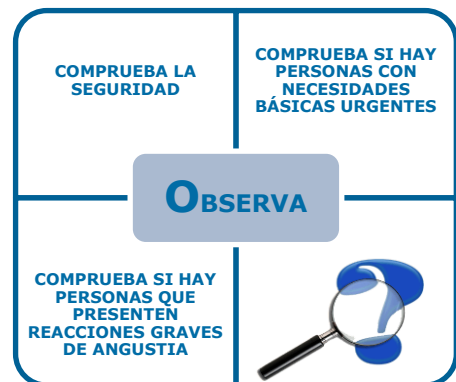 COMPRUEBA LA
SEGURIDAD
COMPRUEBA SI HAY
PERSONAS CON
NECESIDADES
BÁSICAS URGENTES
OBSERVA
COMPRUEBA SI HAY
PERSONAS QUE
PRESENTEN
REACCIONES GRAVES
DE ANGUSTIA